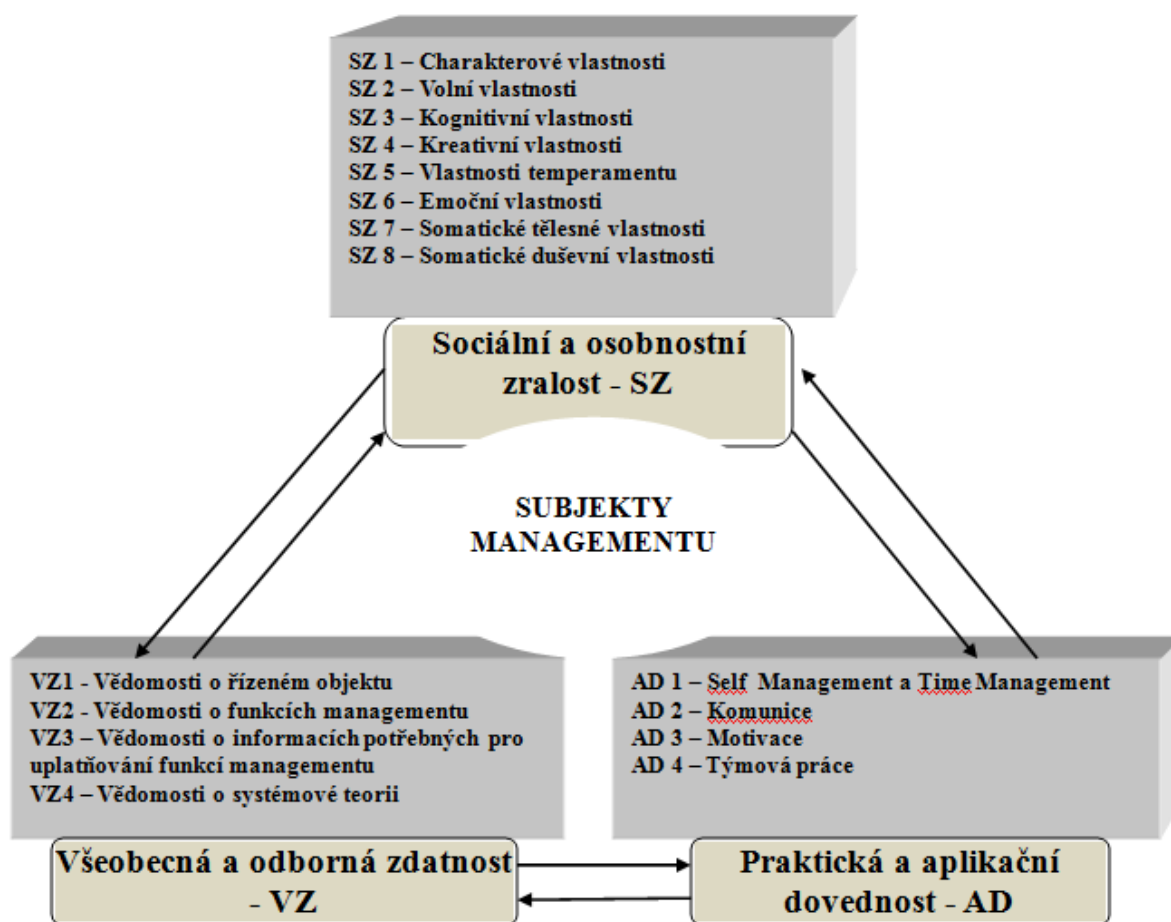 SZ 1 – Charakterové vlastnosti
SZ 2 – Volní vlastnosti
SZ 3 – Kognitivní vlastnosti
SZ 4 – Kreativní vlastnosti
SZ 5 – Vlastnosti temperamentu
SZ 6 – Emoční vlastnosti
SZ 7 – Somatické tělesné vlastnosti
SZ 8 – Somatické duševní vlastnosti
Sociální a osobnostní
zralost - SZ
SUBJEKTY
MANAGEMENTU
VZ1 - Vědomosti o řízeném objektu
VZ2 - Vědomosti o funkcích managementu
VZ3 – Vědomosti o informacích potřebných pro
uplatňování funkcí managementu
VZ4 – Vědomosti o systémové teorii
Všeobecná a odborná zdatnost
- VZ
AD 1 – Self Management a Time Management
AD 2 – Komunice
AD 3 – Motivace
AD 4 – Týmová práce
Praktická a aplikační
dovednost - AD